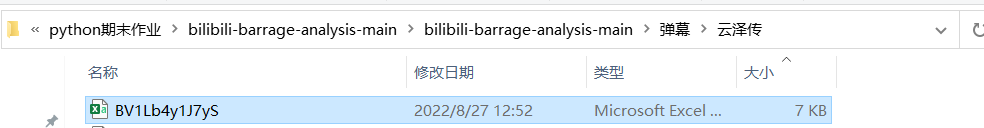 « python期末作业 > bilibili-barrage-analysis-main > bilibili-barrage-analysis-main > 弹幕 > 云泽传
名称 修改日期 类型 大小
BV1Lb4y1J7yS 2022/8/27 12:52 Microsoft Excel ... 7 KB